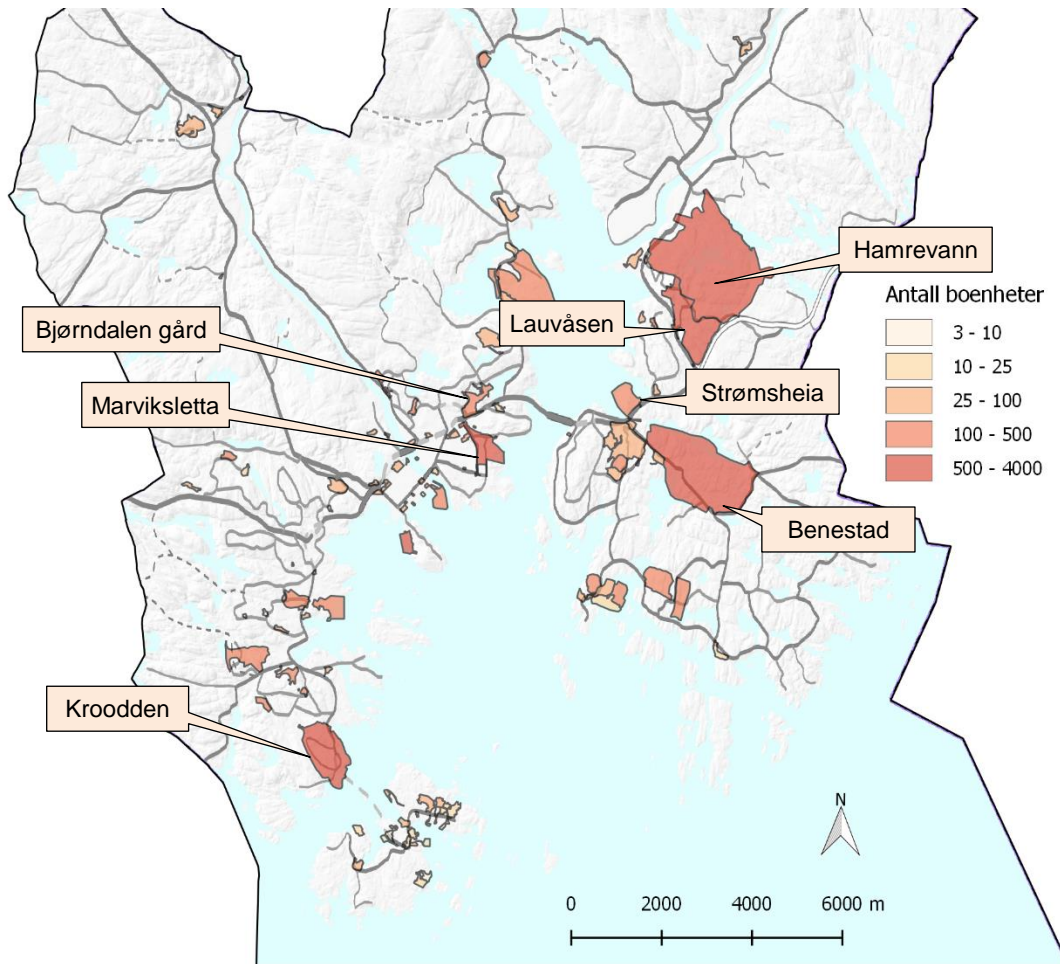 Hamrevann
Antall boenheter
3 - 10
10 - 25
25 - 100
100 - 500
500 - 4000
Bjørndalen gård
Lauvåsen
Marviksletta
Strømsheia
Benestad
Kroodden
N
0 2000 4000 6000 m